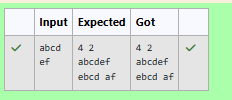 Input Expected Got
abcd 4 2 4 2
ef abcdef abcdef
ebcd af ebcd af